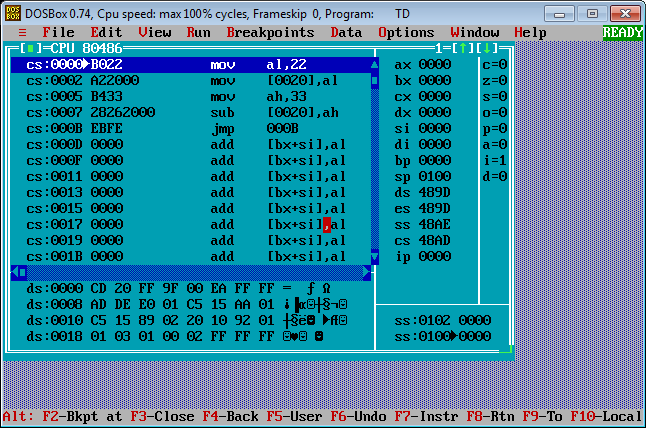 DOSBox 0.74, Cpu speed: max 100% cycles, Frameskip 0, Program: TD
≡ File Edit View Run Breakpoints Data Options Window Help READY
[■]=CPU 80486 1=[↑][↓]
cs:0000►B022 mov al,22 ax 0000 c=0
cs:0002 A22000 mov [0020],al bx 0000 z=0
cs:0005 B433 mov ah,33 cx 0000 s=0
cs:0007 28262000 sub [0020],ah dx 0000 o=0
cs:000B EBFE jmp 000B si 0000 p=0
cs:000D 0000 add [bx+si],al di 0000 a=0
cs:000F 0000 add [bx+si],al bp 0000 i=1
cs:0011 0000 add [bx+si],al sp 0100 d=0
cs:0013 0000 add [bx+si],al ds 489D
cs:0015 0000 add [bx+si],al es 489D
cs:0017 0000 add [bx+si],al ss 48AE
cs:0019 0000 add [bx+si],al cs 48AD
cs:001B 0000 add [bx+si],al ip 0000
ds:0000 CD 20 FF 9F 00 EA FF FF = ƒ Ω
ds:0008 AD DE E0 01 C5 15 AA 01
ds:0010 C5 15 89 02 20 10 92 01 ss:0102 0000
ds:0018 01 03 01 00 02 FF FF FF ss:0100►0000
Alt: F2-Bkpt at F3-Close F4-Back F5-User F6-Undo F7-Instr F8-Rtn F9-To F10-Local